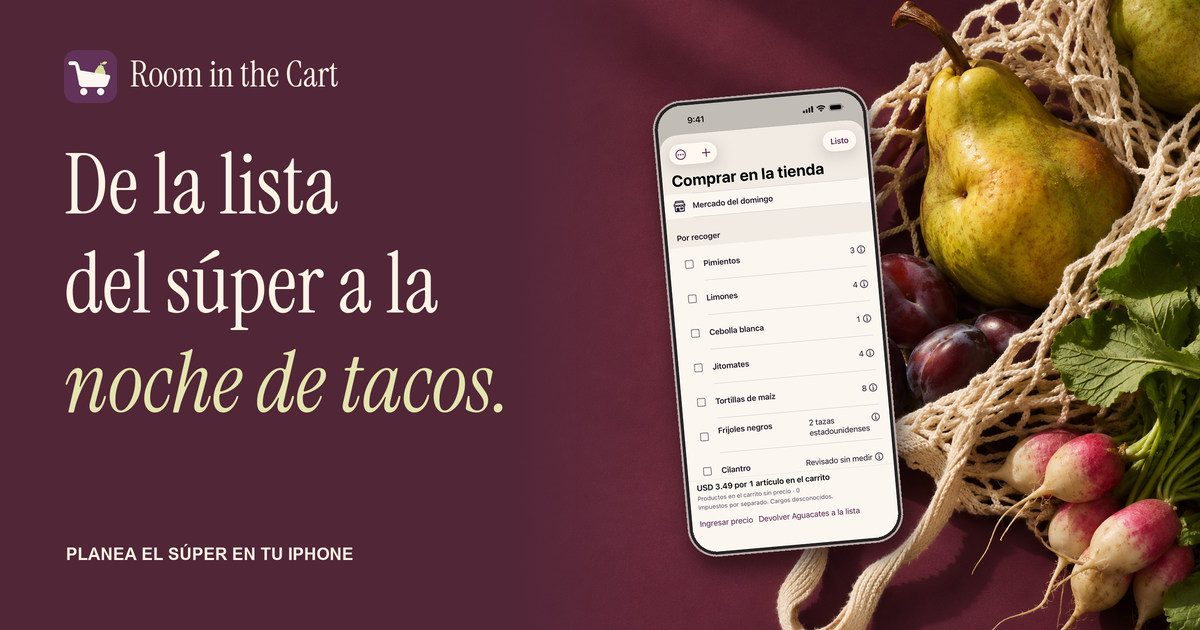 Room in the Cart
De la lista
del súper a la
noche de tacos.
PLANEA EL SÚPER EN TU IPHONE
9:41
Listo
Comprar en la tienda
Mercado del domingo
Por recoger
Pimientos 3
Limones 4
Cebolla blanca 1
Jitomates 4
Tortillas de maíz 8
Frijoles negros 2 tazas
estadounidenses
Cilantro Revisado sin medir
USD 3.49 por 1 artículo en el carrito
Productos en el carrito sin precio · 0
Impuestos por separado. Cargos desconocidos.
Ingresar precio Devolver Aguacates a la lista